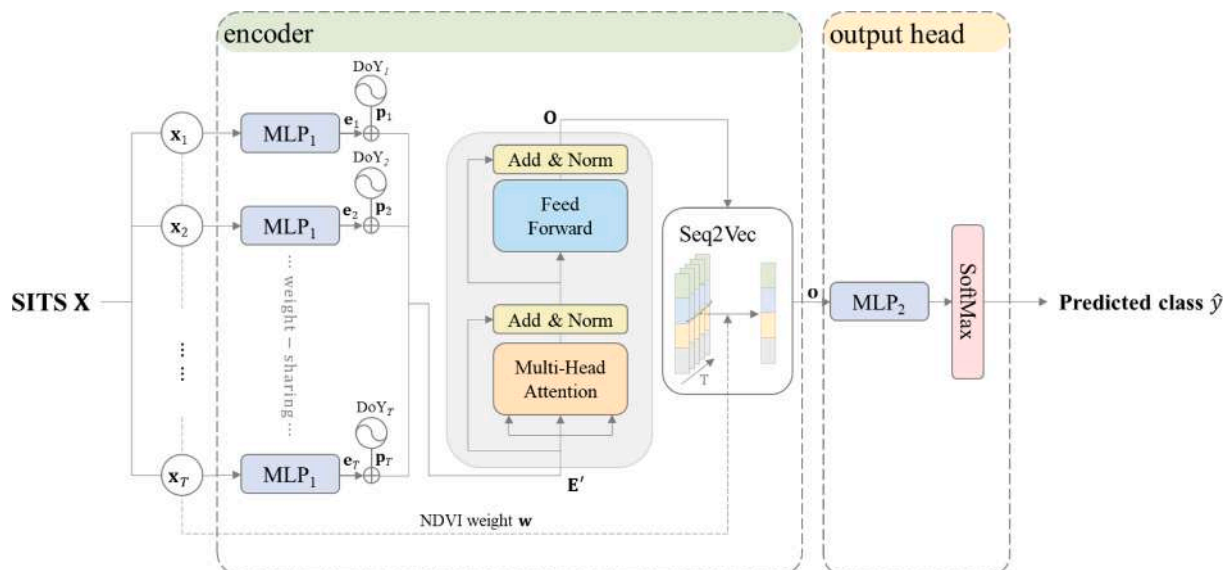 encoder
output head
DoY1
x1
MLP1
e1
p1
DoY2
x2
MLP1
e2
p2
SITS X
... weight – sharing ...
......
DoYT
xT
MLP1
eT
pT
O
Add & Norm
Feed
Forward
Add & Norm
Multi-Head
Attention
E′
NDVI weight w
Seq2Vec
T
o
MLP2
SoftMax
Predicted class ŷ